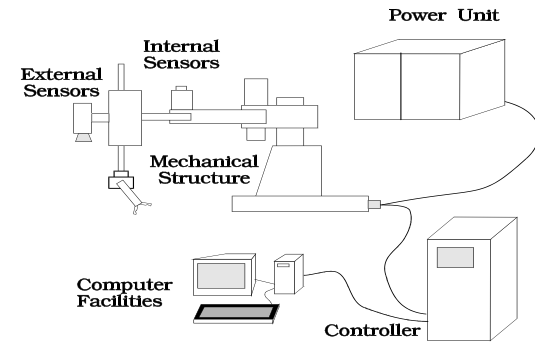 Power Unit
Internal
Sensors
External
Sensors
Mechanical
Structure
Computer
Facilities
Controller